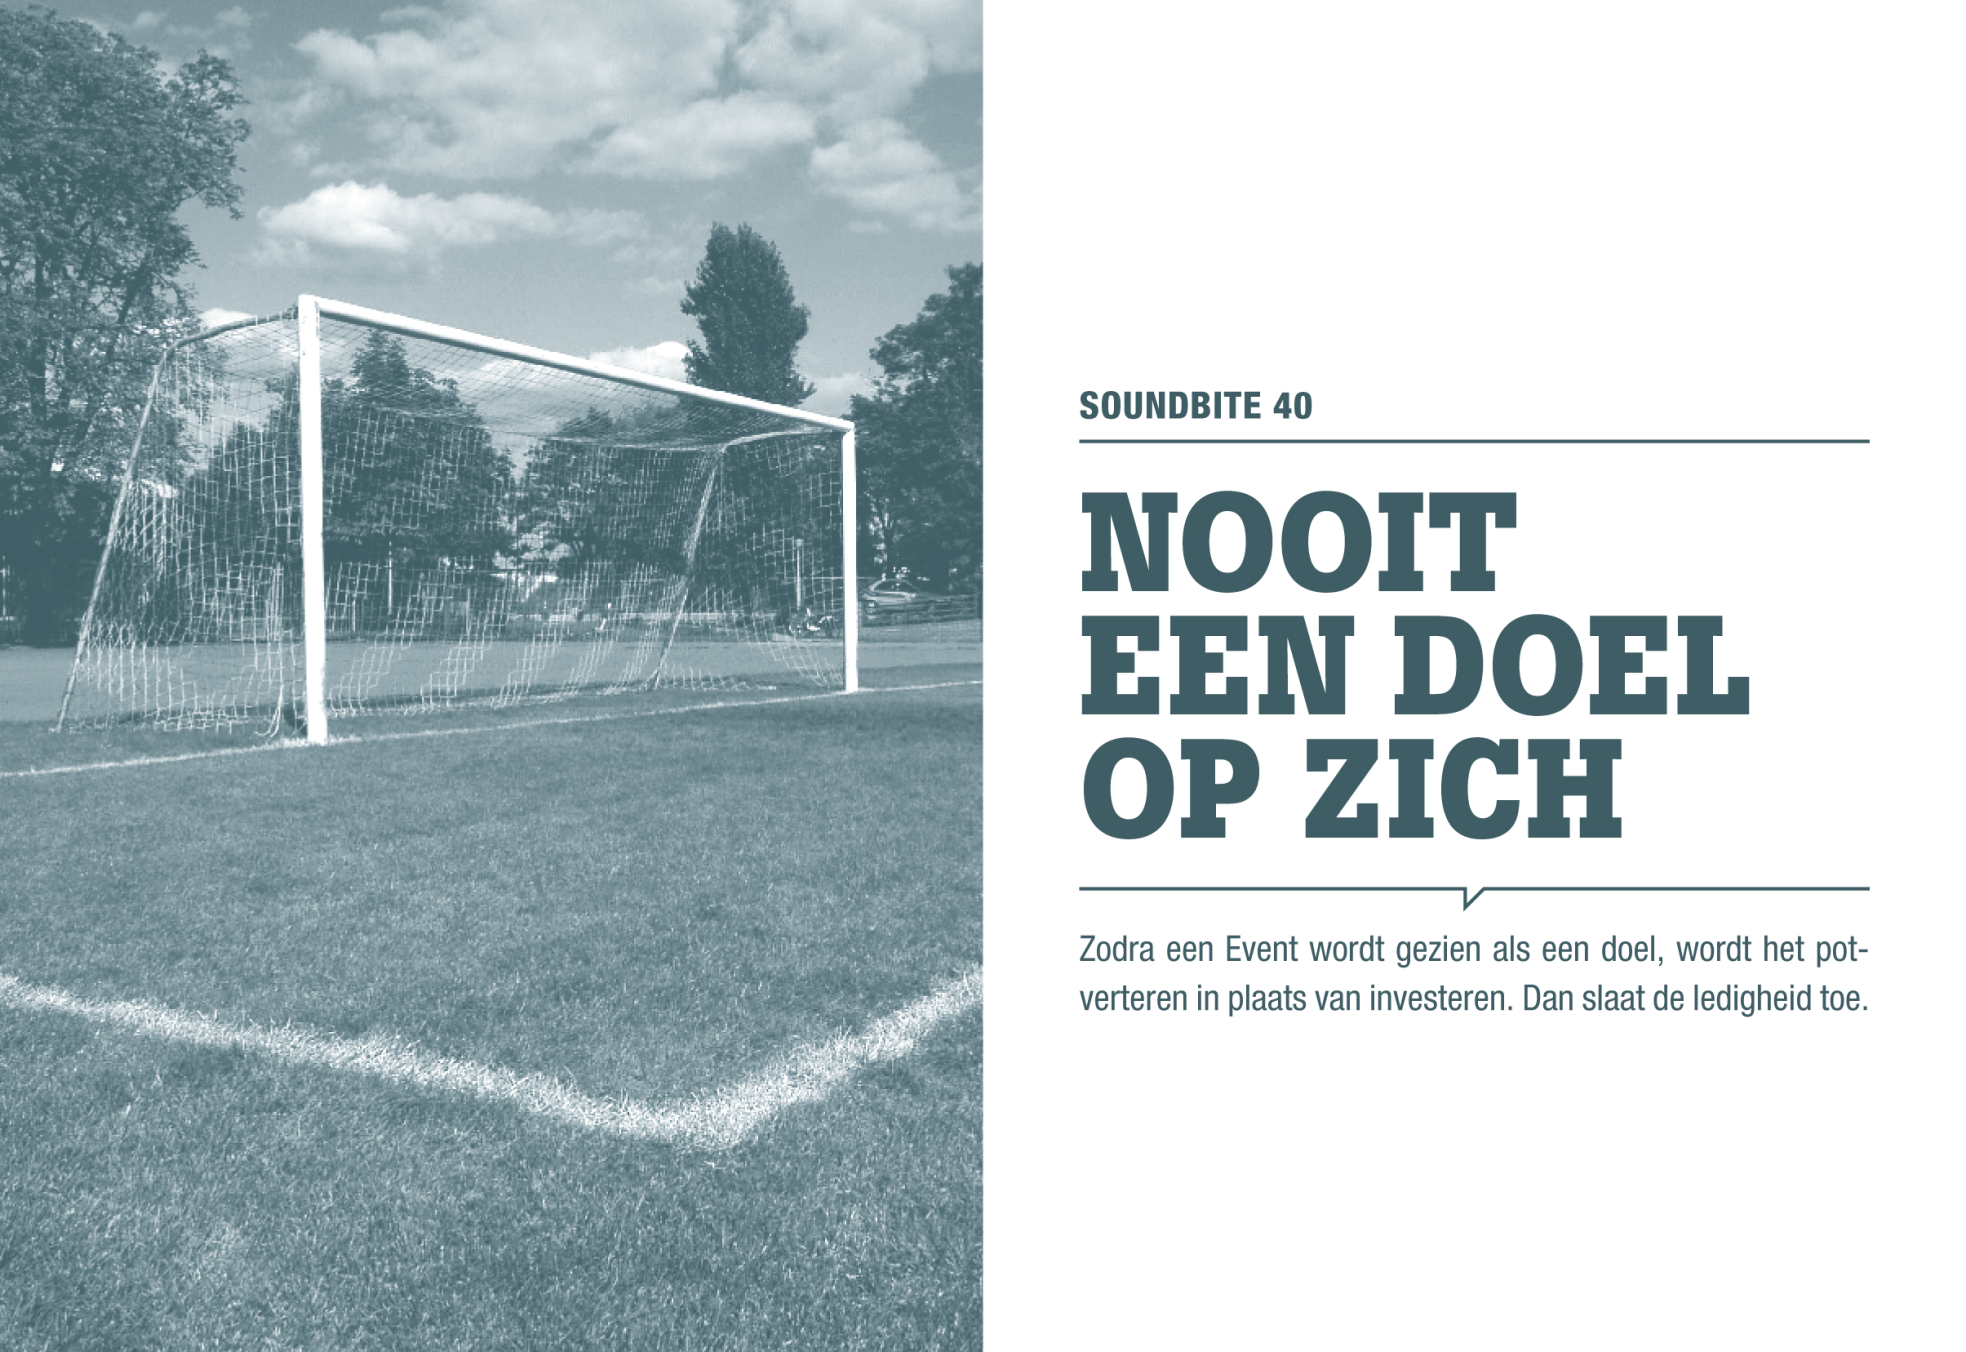 SOUNDBITE 40
NOOIT
EEN DOEL
OP ZICH
Zodra een Event wordt gezien als een doel, wordt het pot-
verteren in plaats van investeren. Dan slaat de ledigheid toe.